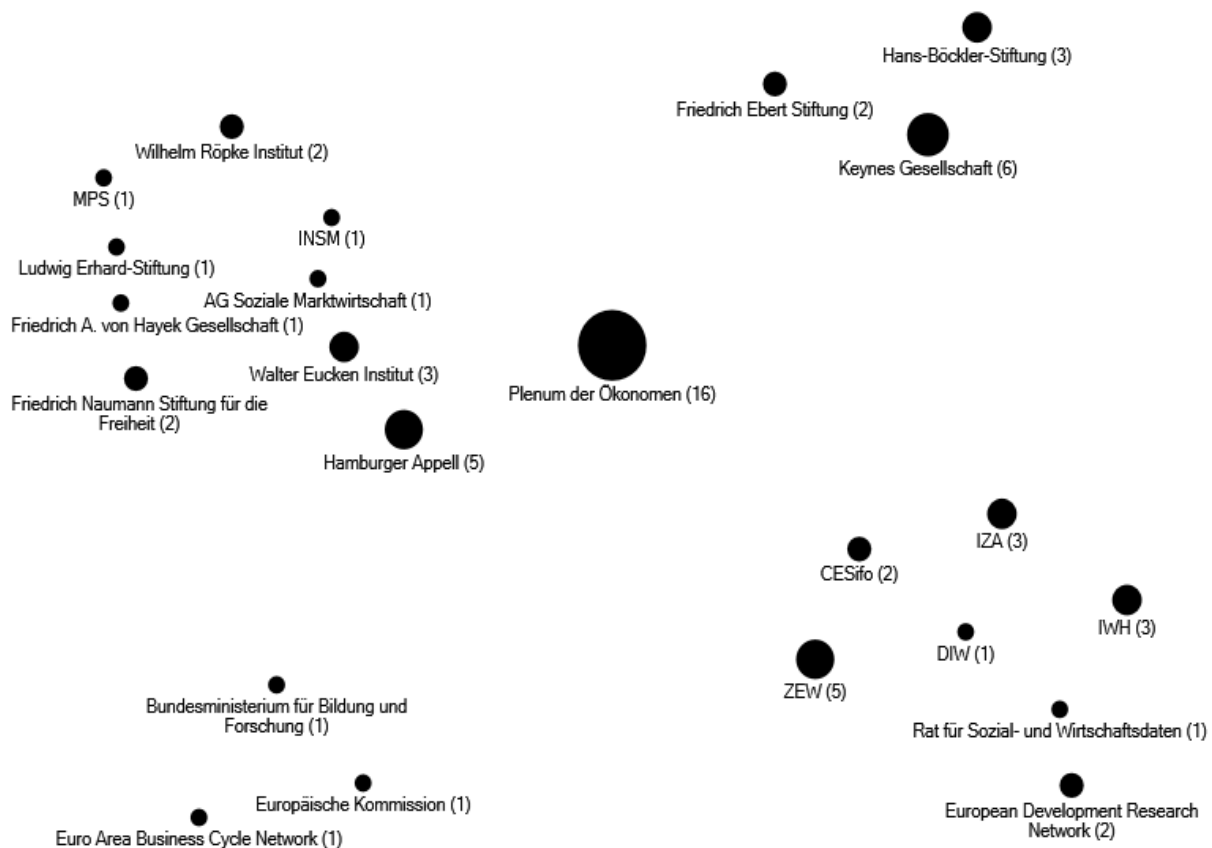 Hans-Böckler-Stiftung (3)
Friedrich Ebert Stiftung (2)
Wilhelm Röpke Institut (2)
Keynes Gesellschaft (6)
MPS (1)
INSM (1)
Ludwig Erhard-Stiftung (1)
AG Soziale Marktwirtschaft (1)
Friedrich A. von Hayek Gesellschaft (1)
Walter Eucken Institut (3)
Plenum der Ökonomen (16)
Friedrich Naumann Stiftung für die
Freiheit (2)
Hamburger Appell (5)
IZA (3)
CESifo (2)
IWH (3)
DIW (1)
ZEW (5)
Bundesministerium für Bildung und
Forschung (1)
Rat für Sozial- und Wirtschaftsdaten (1)
Europäische Kommission (1)
European Development Research
Network (2)
Euro Area Business Cycle Network (1)